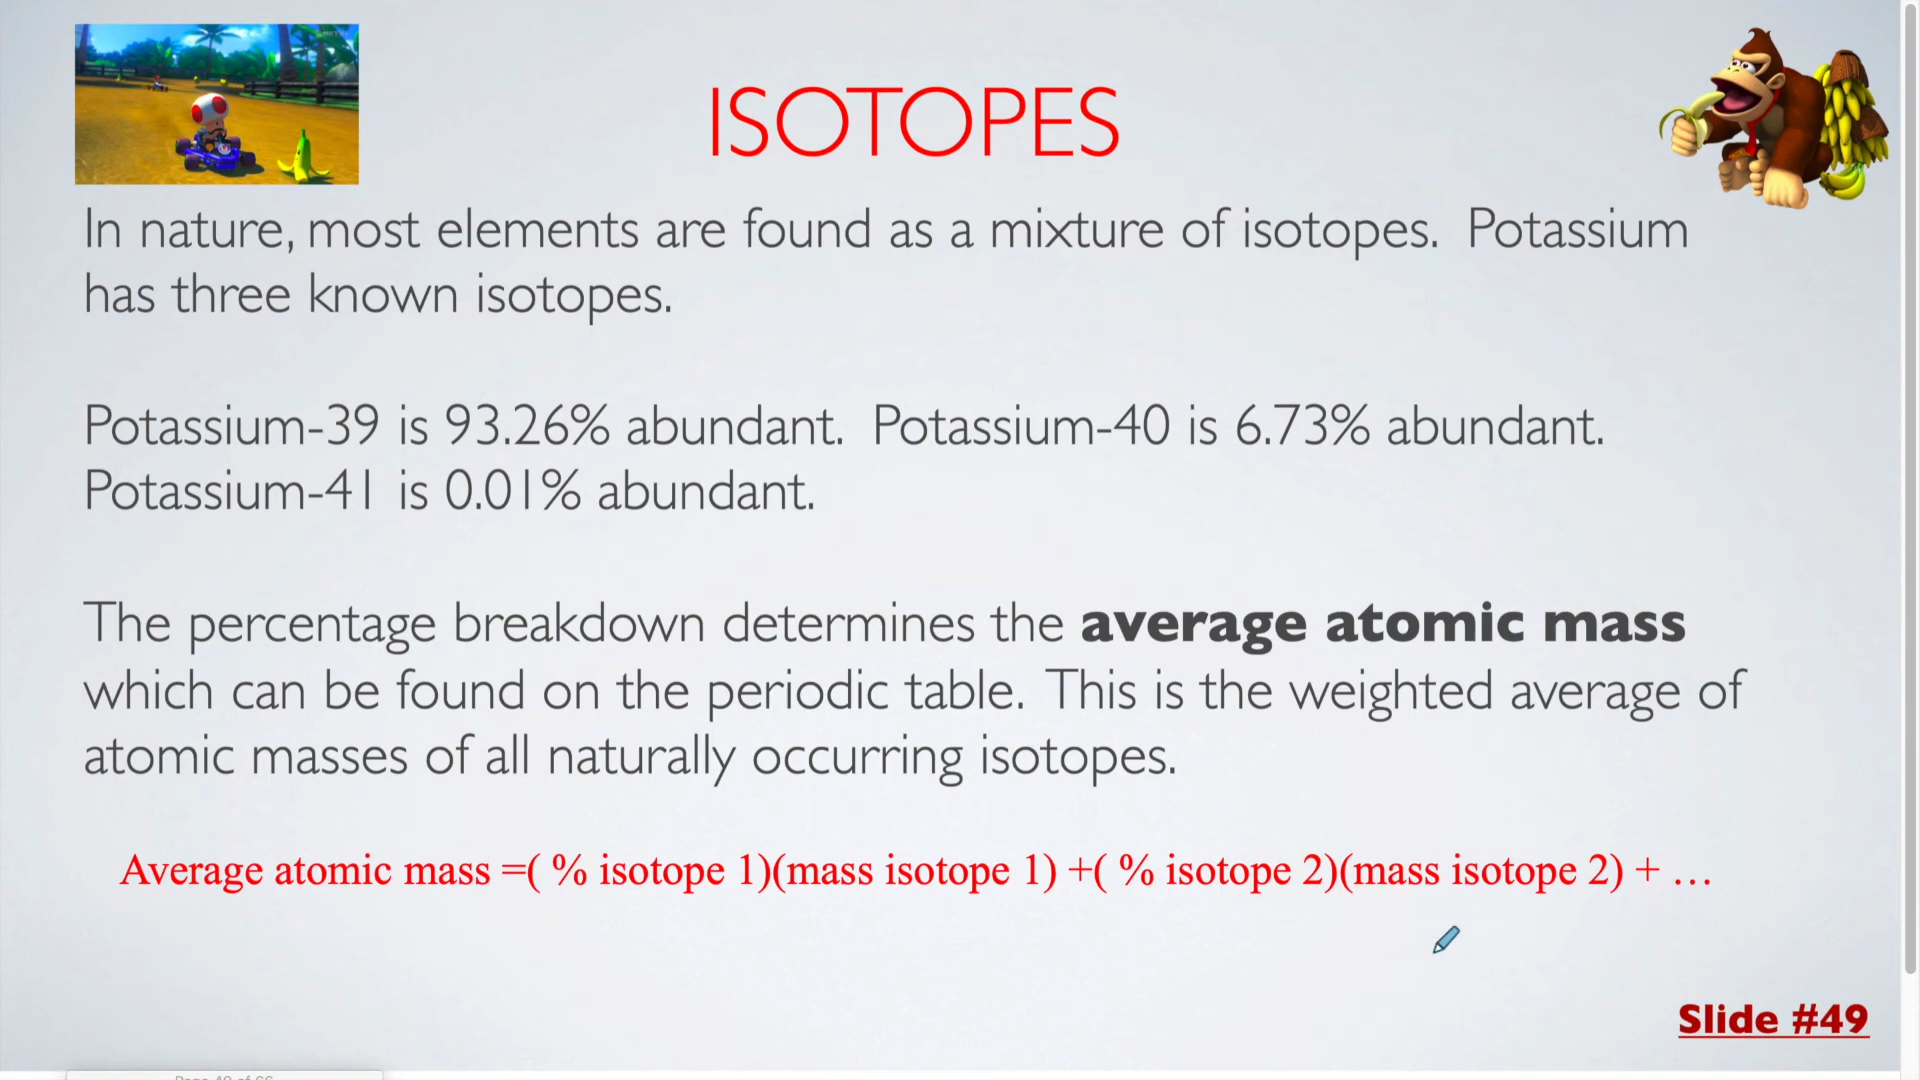 ISOTOPES
In nature, most elements are found as a mixture of isotopes.  Potassium
has three known isotopes.
Potassium-39 is 93.26% abundant.  Potassium-40 is 6.73% abundant.
Potassium-41 is 0.01% abundant.
The percentage breakdown determines the average atomic mass
which can be found on the periodic table.  This is the weighted average of
atomic masses of all naturally occurring isotopes.
Average atomic mass =( % isotope 1)(mass isotope 1) +( % isotope 2)(mass isotope 2) + …
Slide #49